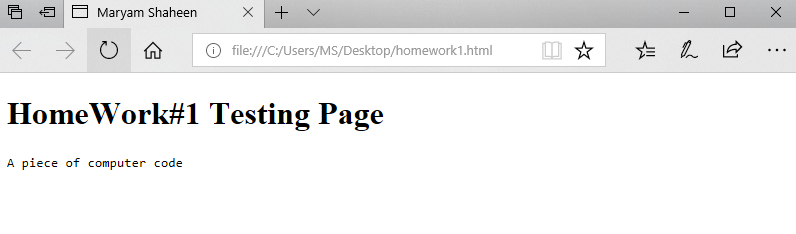 Maryam Shaheen
file:///C:/Users/MS/Desktop/homework1.html
HomeWork#1 Testing Page
A piece of computer code